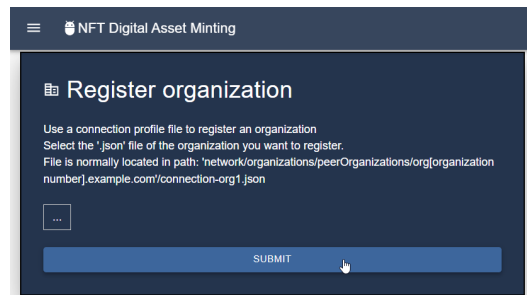 NFT Digital Asset Minting
Register organization
Use a connection profile file to register an organization
Select the '.json' file of the organization you want to register.
File is normally located in path: 'network/organizations/peerOrganizations/org[organization
number].example.com'/connection-org1.json
...
SUBMIT